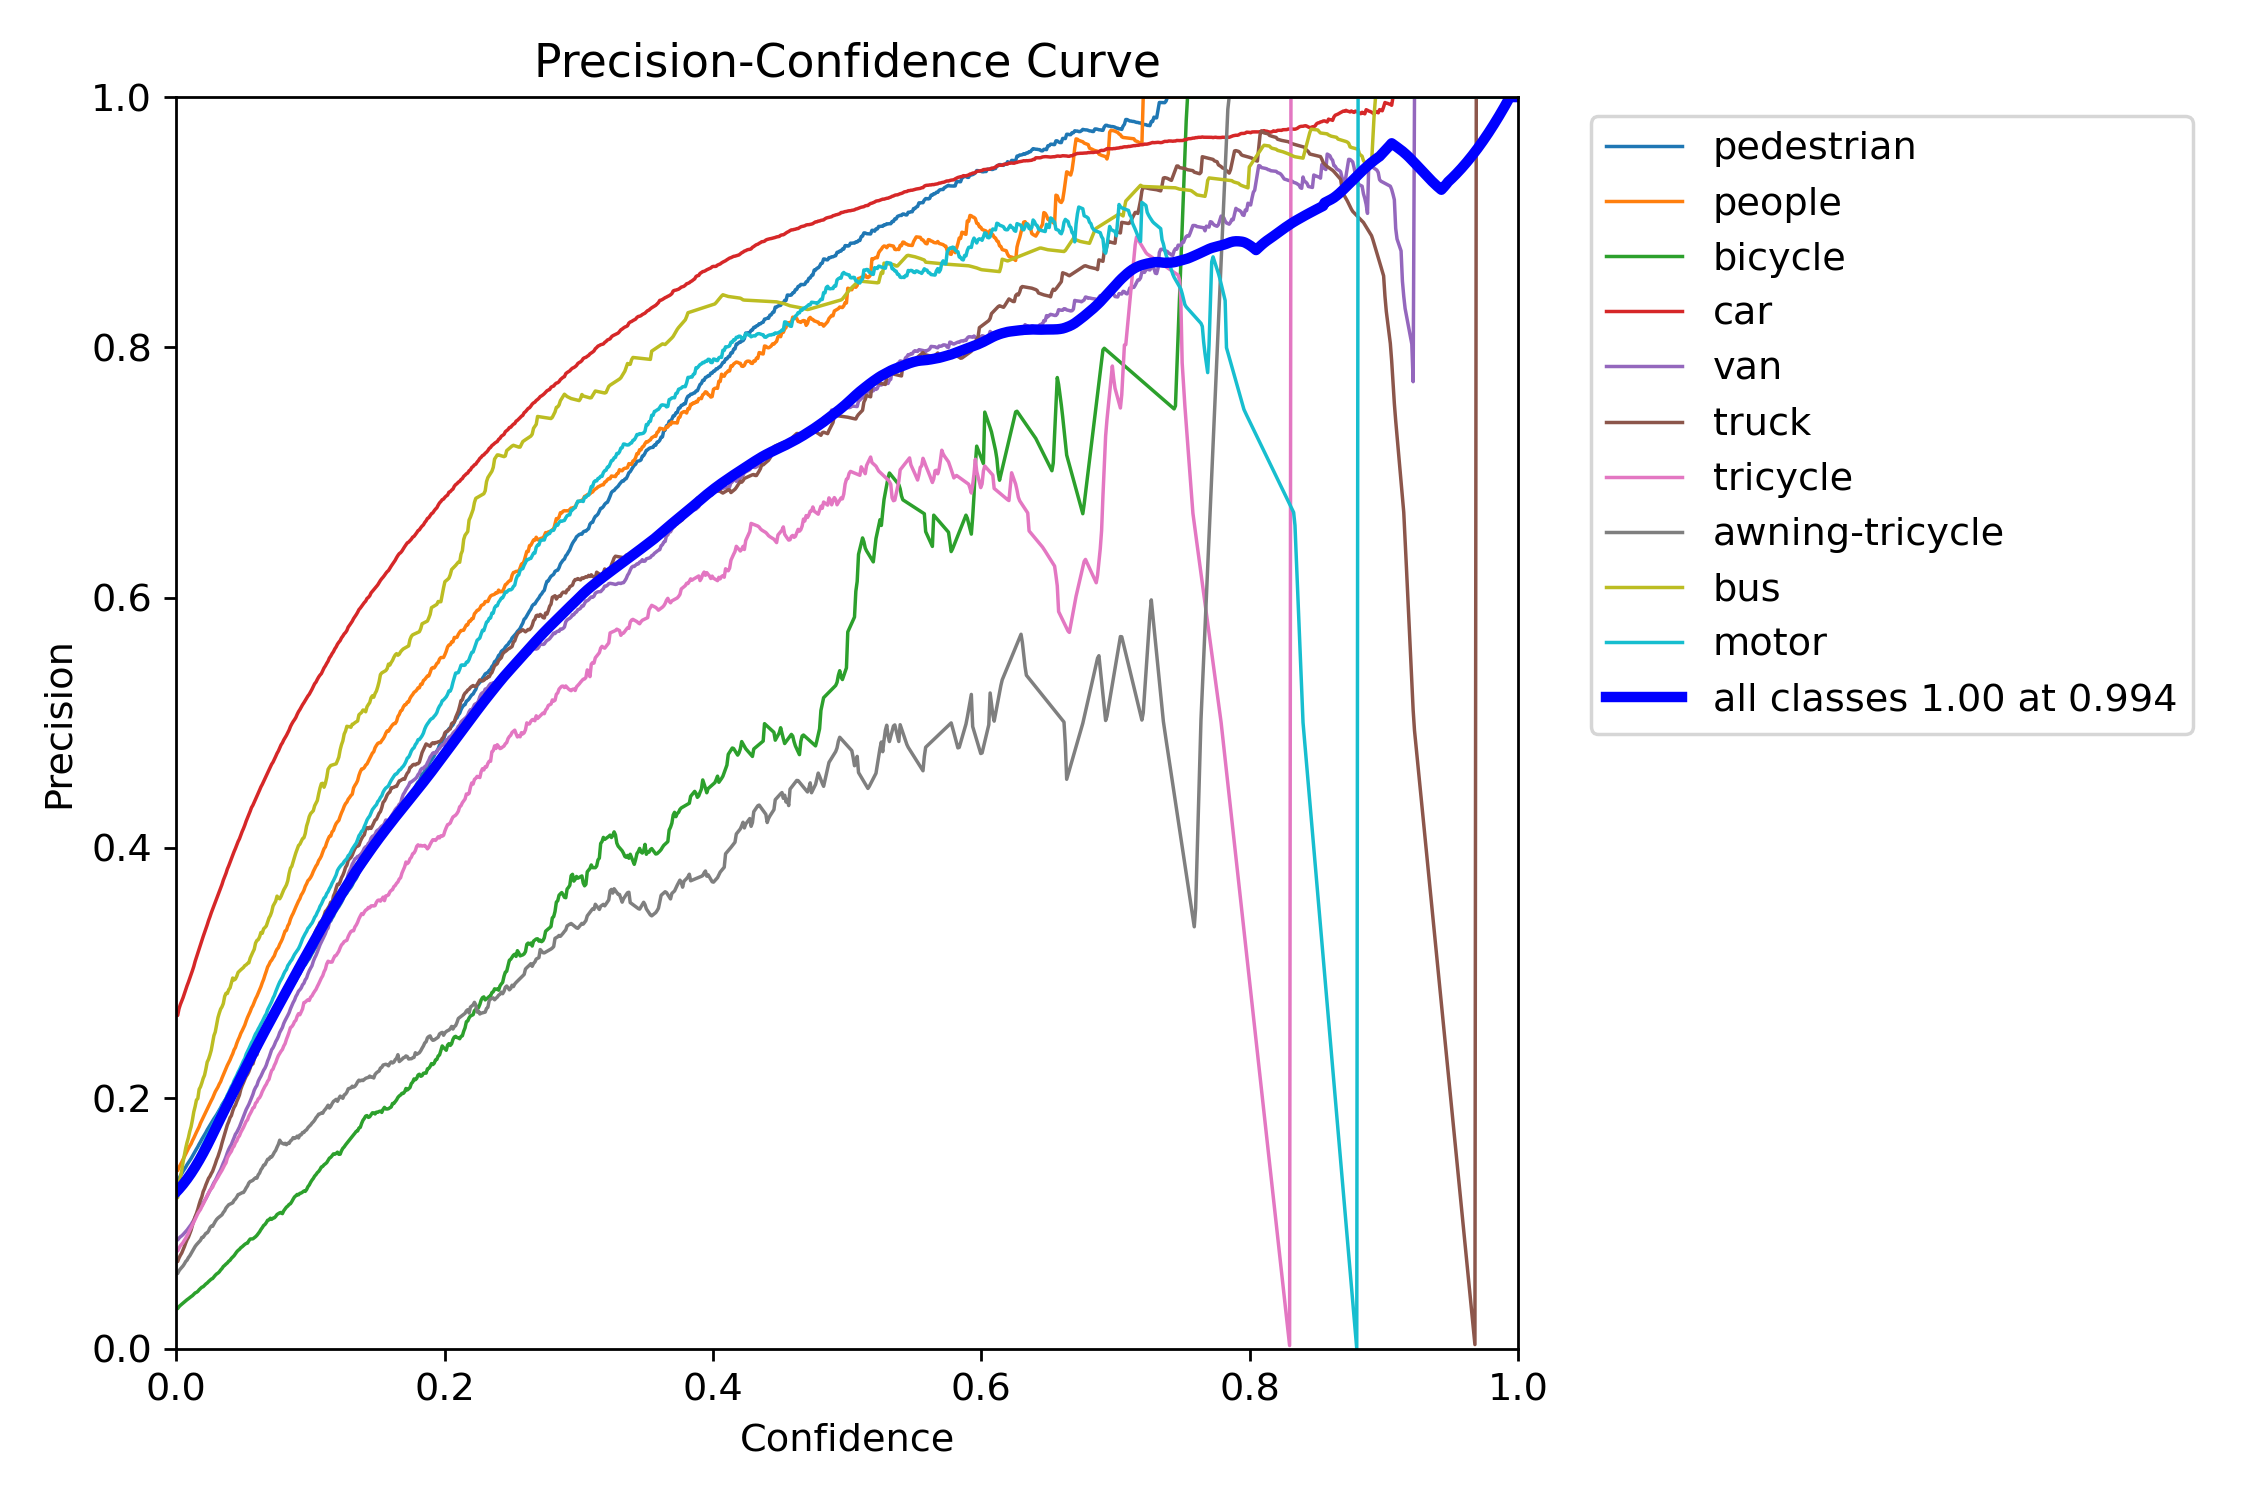 Precision-Confidence Curve
1.0
0.8
0.6
0.4
0.2
0.0
Precision
0.0 0.2 0.4 0.6 0.8 1.0
Confidence
pedestrian
people
bicycle
car
van
truck
tricycle
awning-tricycle
bus
motor
all classes 1.00 at 0.994